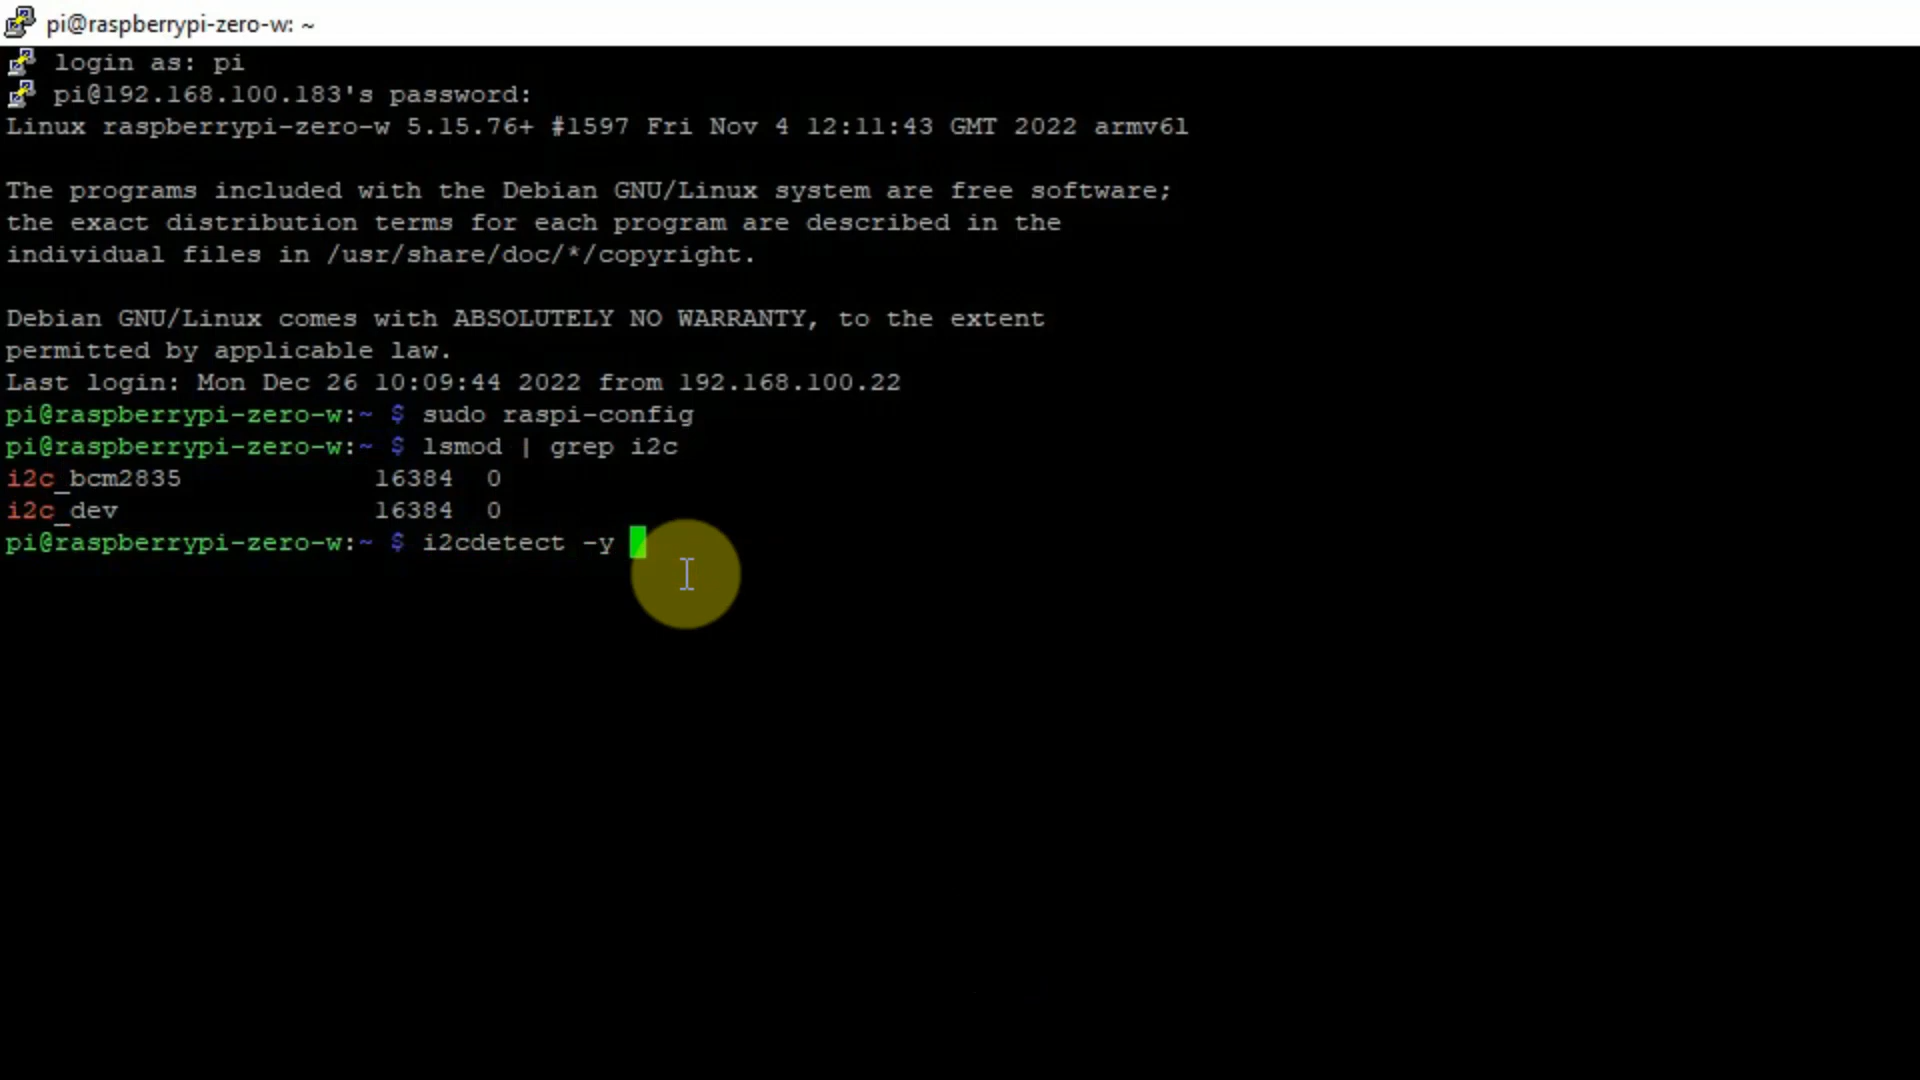 pi@raspberrypi-zero-w: ~
login as: pi
pi@192.168.100.183's password:
Linux raspberrypi-zero-w 5.15.76+ #1597 Fri Nov 4 12:11:43 GMT 2022 armv6l
The programs included with the Debian GNU/Linux system are free software;
the exact distribution terms for each program are described in the
individual files in /usr/share/doc/*/copyright.
Debian GNU/Linux comes with ABSOLUTELY NO WARRANTY, to the extent
permitted by applicable law.
Last login: Mon Dec 26 10:09:44 2022 from 192.168.100.22
pi@raspberrypi-zero-w:~ $ sudo raspi-config
pi@raspberrypi-zero-w:~ $ lsmod | grep i2c
i2c_bcm2835 16384 0
i2c_dev 16384 0
pi@raspberrypi-zero-w:~ $ i2cdetect -y